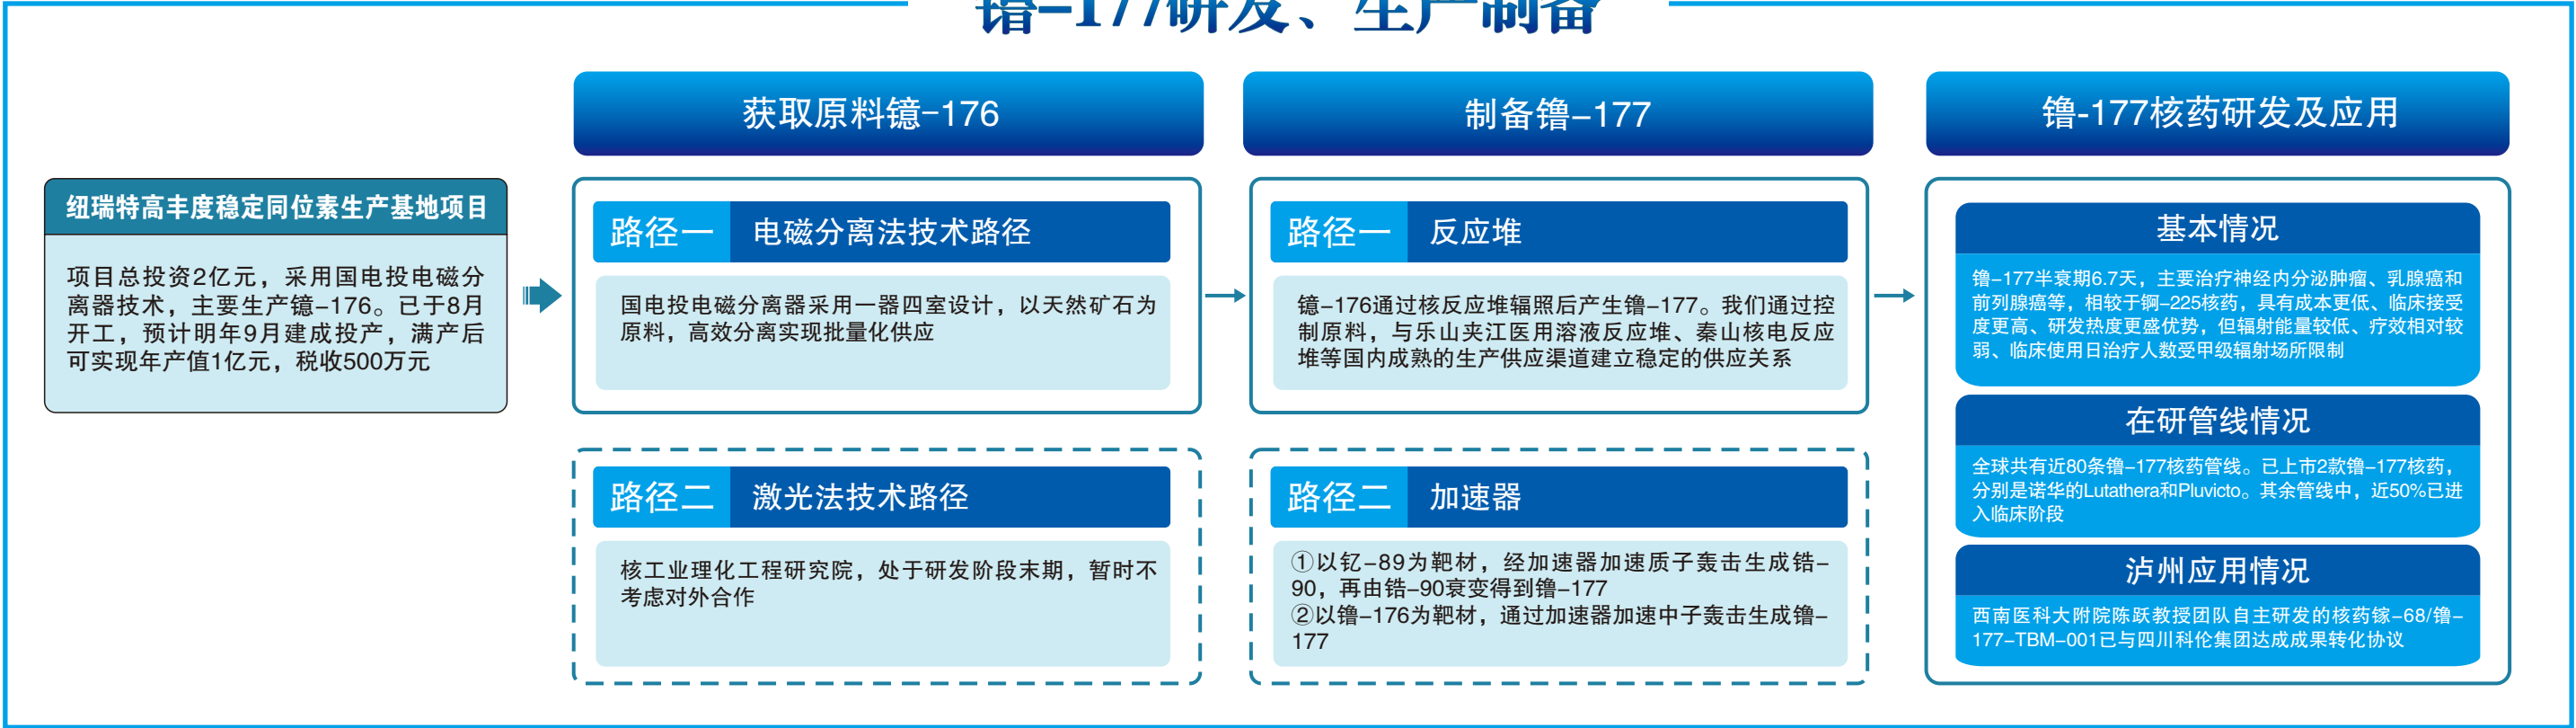 镥–177研发、生产制备
获取原料镱–176
制备镥–177
镥-177核药研发及应用
纽瑞特高丰度稳定同位素生产基地项目
项目总投资2亿元，采用国电投电磁分
离器技术，主要生产镱–176。已于8月
开工，预计明年9月建成投产，满产后
可实现年产值1亿元，税收500万元
路径一 电磁分离法技术路径
国电投电磁分离器采用一器四室设计，以天然矿石为
原料，高效分离实现批量化供应
路径二 激光法技术路径
核工业理化工程研究院，处于研发阶段末期，暂时不
考虑对外合作
路径一 反应堆
镱–176通过核反应堆辐照后产生镥–177。我们通过控
制原料，与乐山夹江医用溶液反应堆、秦山核电反应
堆等国内成熟的生产供应渠道建立稳定的供应关系
路径二 加速器
①以钇–89为靶材，经加速器加速质子轰击生成锆–
90，再由锆–90衰变得到镥–177
②以镥–176为靶材，通过加速器加速中子轰击生成镥–
177
基本情况
镥–177半衰期6.7天，主要治疗神经内分泌肿瘤、乳腺癌和
前列腺癌等，相较于锕–225核药，具有成本更低、临床接受
度更高、研发热度更盛优势，但辐射能量较低、疗效相对较
弱、临床使用日治疗人数受甲级辐射场所限制
在研管线情况
全球共有近80条镥–177核药管线。已上市2款镥–177核药，
分别是诺华的Lutathera和Pluvicto。其余管线中，近50%已进
入临床阶段
泸州应用情况
西南医科大附院陈跃教授团队自主研发的核药镓–68/镥–
177–TBM–001已与四川科伦集团达成成果转化协议